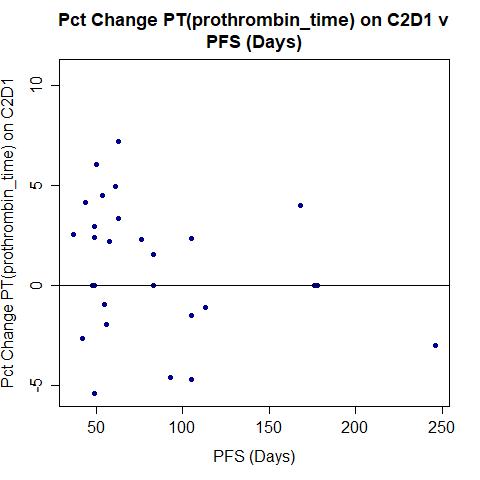 Pct Change PT(prothrombin_time) on C2D1 v
PFS (Days)
Pct Change PT(prothrombin_time) on C2D1
10
5
0
-5
50
100
150
200
250
PFS (Days)